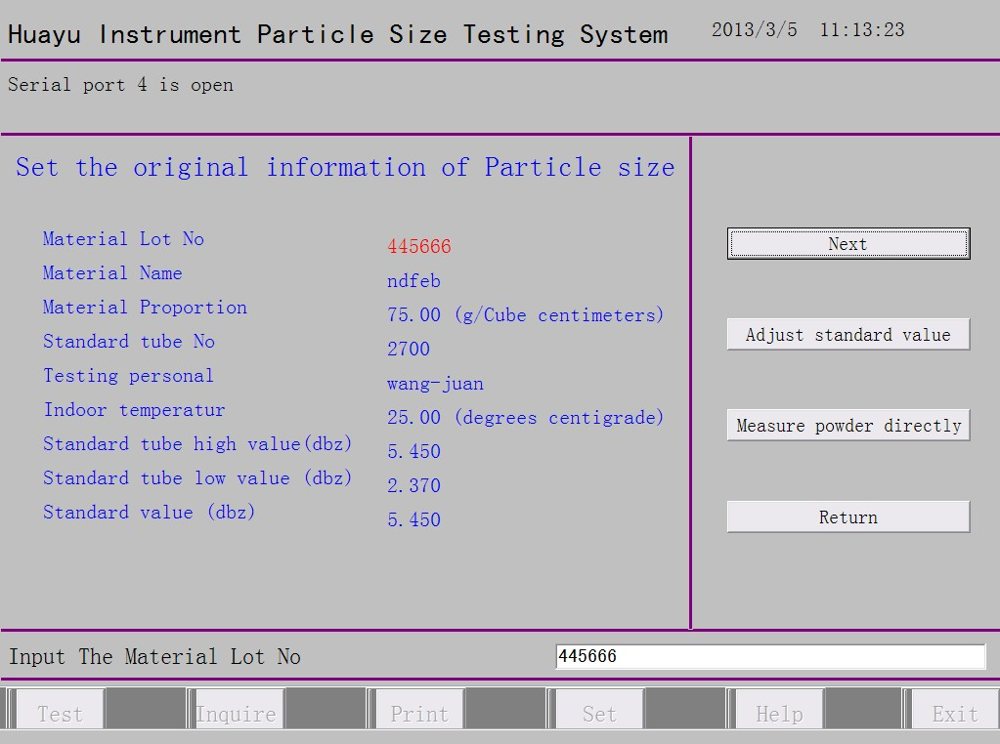 Huayu Instrument Particle Size Testing System 2013/3/5 11:13:23
Serial port 4 is open
Set the original information of Particle size
Material Lot No 445666
Material Name ndfeb
Material Proportion 75.00 (g/Cube centimeters)
Standard tube No 2700
Testing personal wang-juan
Indoor temperatur 25.00 (degrees centigrade)
Standard tube high value(dbz) 5.450
Standard tube low value (dbz) 2.370
Standard value (dbz) 5.450
Next
Adjust standard value
Measure powder directly
Return
Input The Material Lot No 445666
Test Inquire Print Set Help Exit